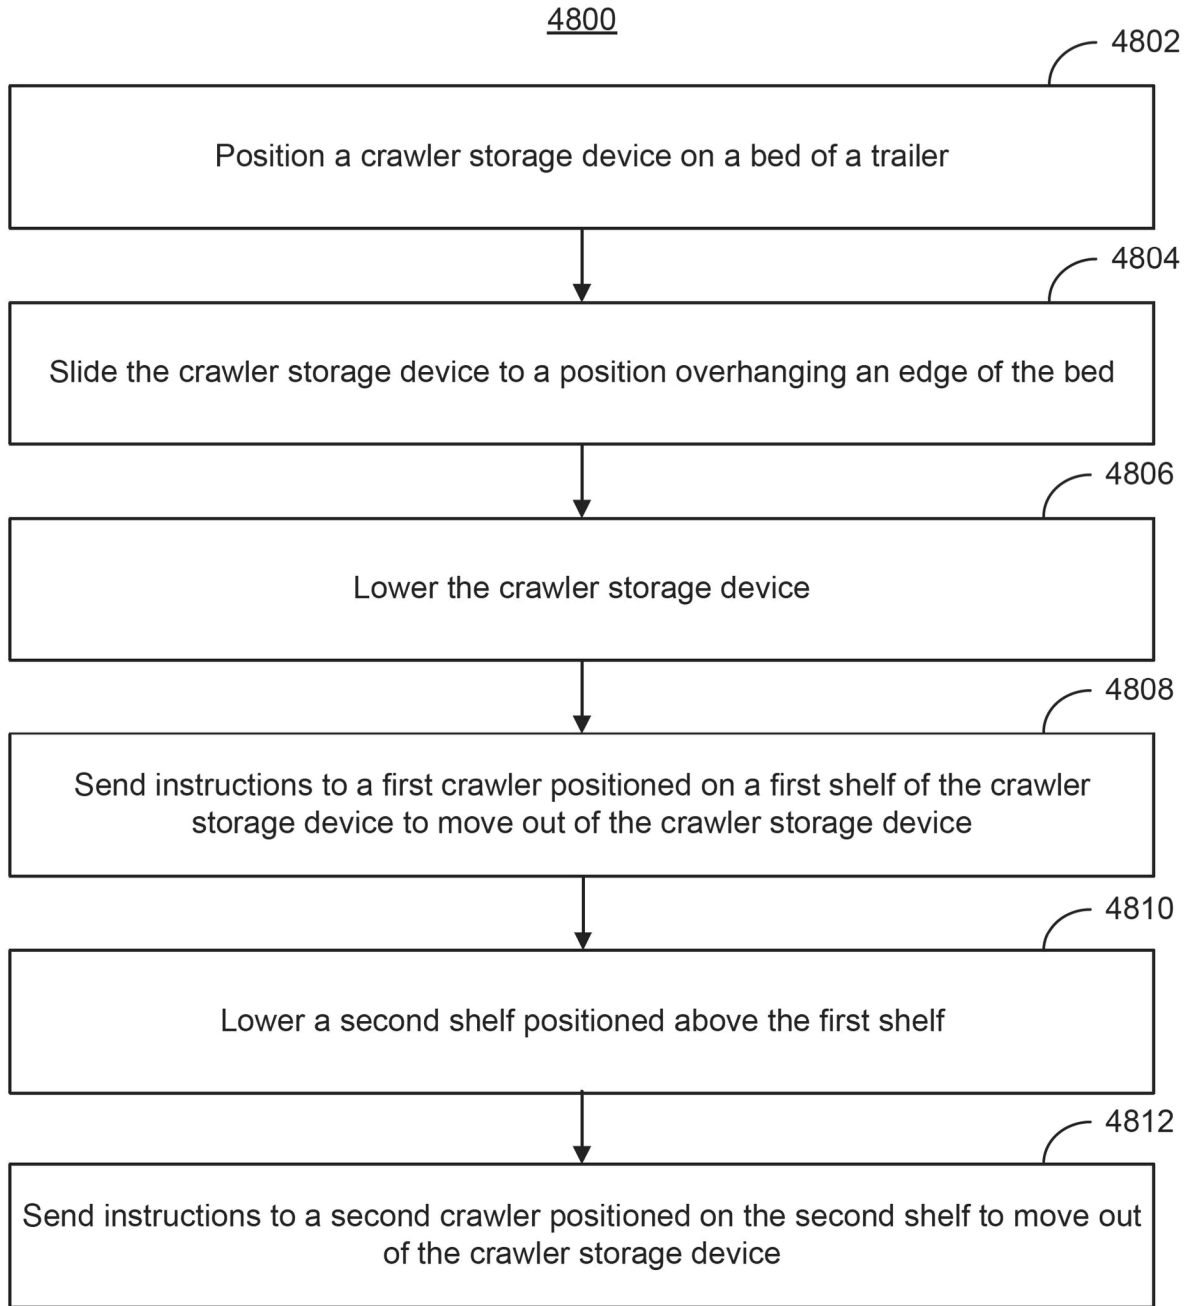 4800
4802
Position a crawler storage device on a bed of a trailer
4804
Slide the crawler storage device to a position overhanging an edge of the bed
4806
Lower the crawler storage device
4808
Send instructions to a first crawler positioned on a first shelf of the crawler
storage device to move out of the crawler storage device
4810
Lower a second shelf positioned above the first shelf
4812
Send instructions to a second crawler positioned on the second shelf to move out
of the crawler storage device